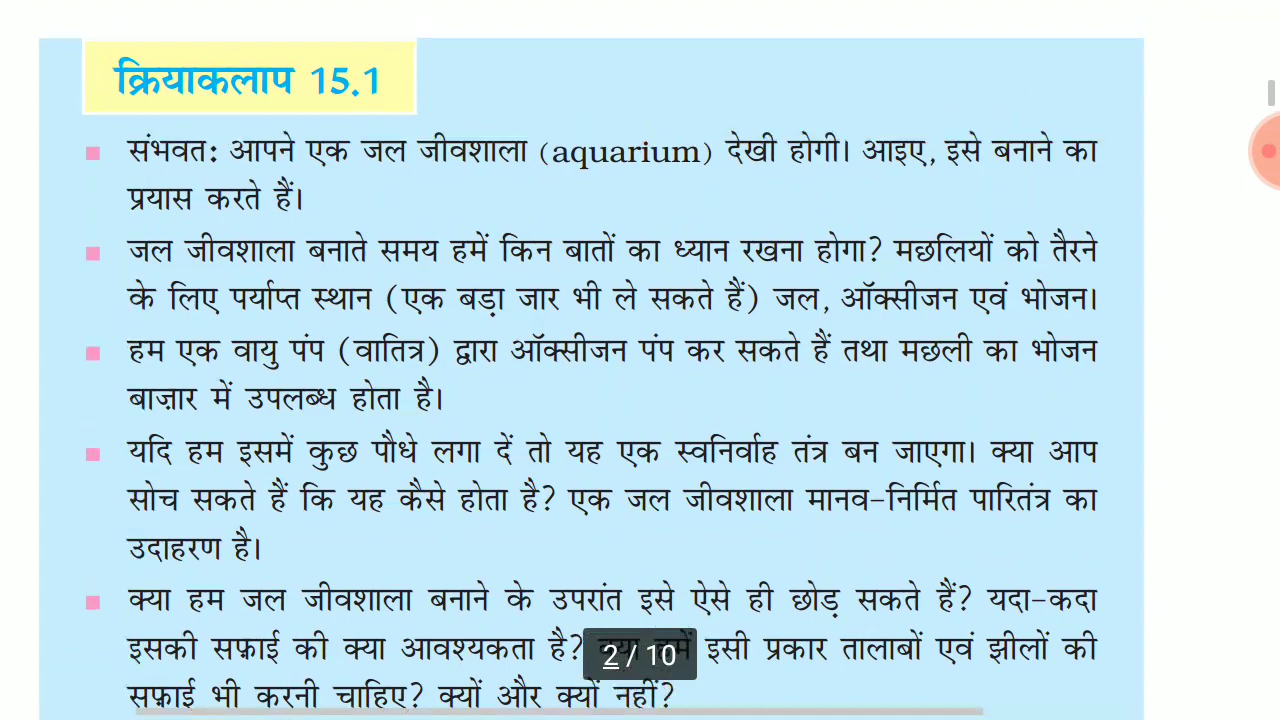 क्रियाकलाप 15.1
संभवतः आपने एक जल जीवशाला (aquarium) देखी होगी। आइए, इसे बनाने का
प्रयास करते हैं।
जल जीवशाला बनाते समय हमें किन बातों का ध्यान रखना होगा? मछलियों को तैरने
के लिए पर्याप्त स्थान (एक बड़ा जार भी ले सकते हैं) जल, ऑक्सीजन एवं भोजन।
हम एक वायु पंप (वातित्र) द्वारा ऑक्सीजन पंप कर सकते हैं तथा मछली का भोजन
बाज़ार में उपलब्ध होता है।
यदि हम इसमें कुछ पौधे लगा दें तो यह एक स्वनिर्वाह तंत्र बन जाएगा। क्या आप
सोच सकते हैं कि यह कैसे होता है? एक जल जीवशाला मानव-निर्मित पारितंत्र का
उदाहरण है।
क्या हम जल जीवशाला बनाने के उपरांत इसे ऐसे ही छोड़ सकते हैं? यदा-कदा
इसकी सफ़ाई की क्या आवश्यकता है? क्या हमें इसी प्रकार तालाबों एवं झीलों की
सफ़ाई भी करनी चाहिए? क्यों और क्यों नहीं?
2 / 10